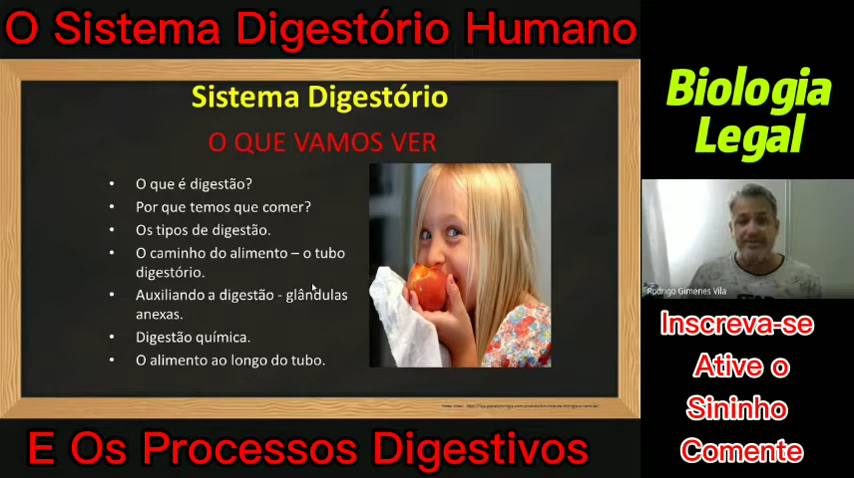 O Sistema Digestório Humano
Sistema Digestório
O QUE VAMOS VER
• O que é digestão?
• Por que temos que comer?
• Os tipos de digestão.
• O caminho do alimento – o tubo
digestório.
• Auxiliando a digestão - glândulas
anexas.
• Digestão química.
• O alimento ao longo do tubo.
E Os Processos Digestivos
Biologia
Legal
Rodrigo Gimenes Vila
Inscreva-se
Ative o
Sininho
Comente